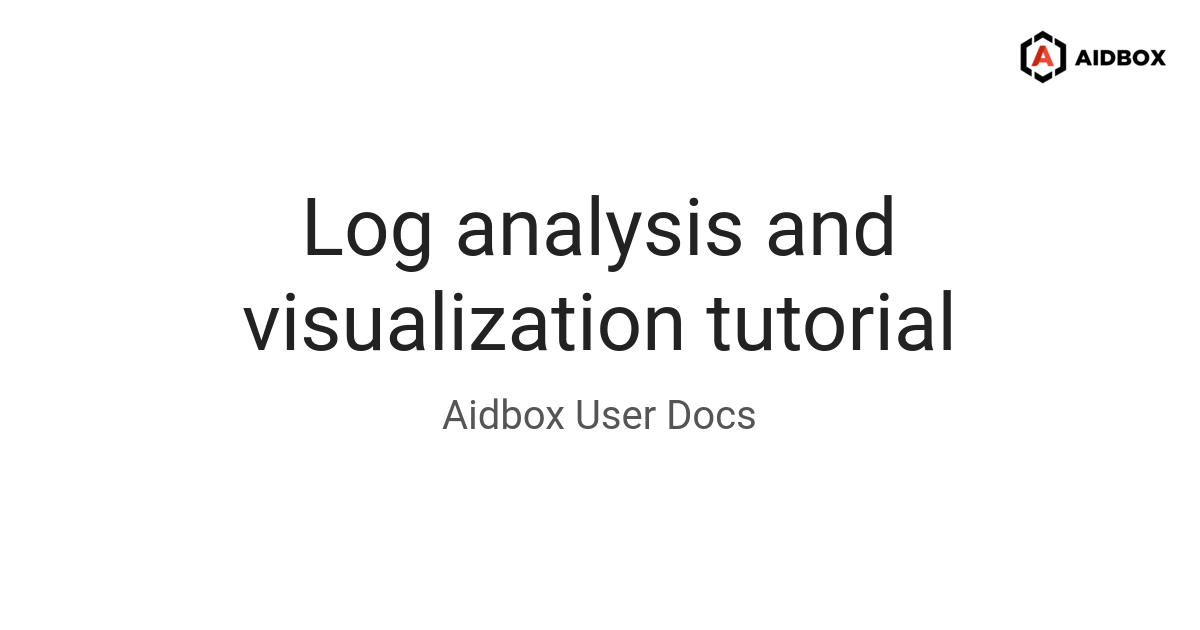 AIDBOX
Log analysis and
visualization tutorial
Aidbox User Docs